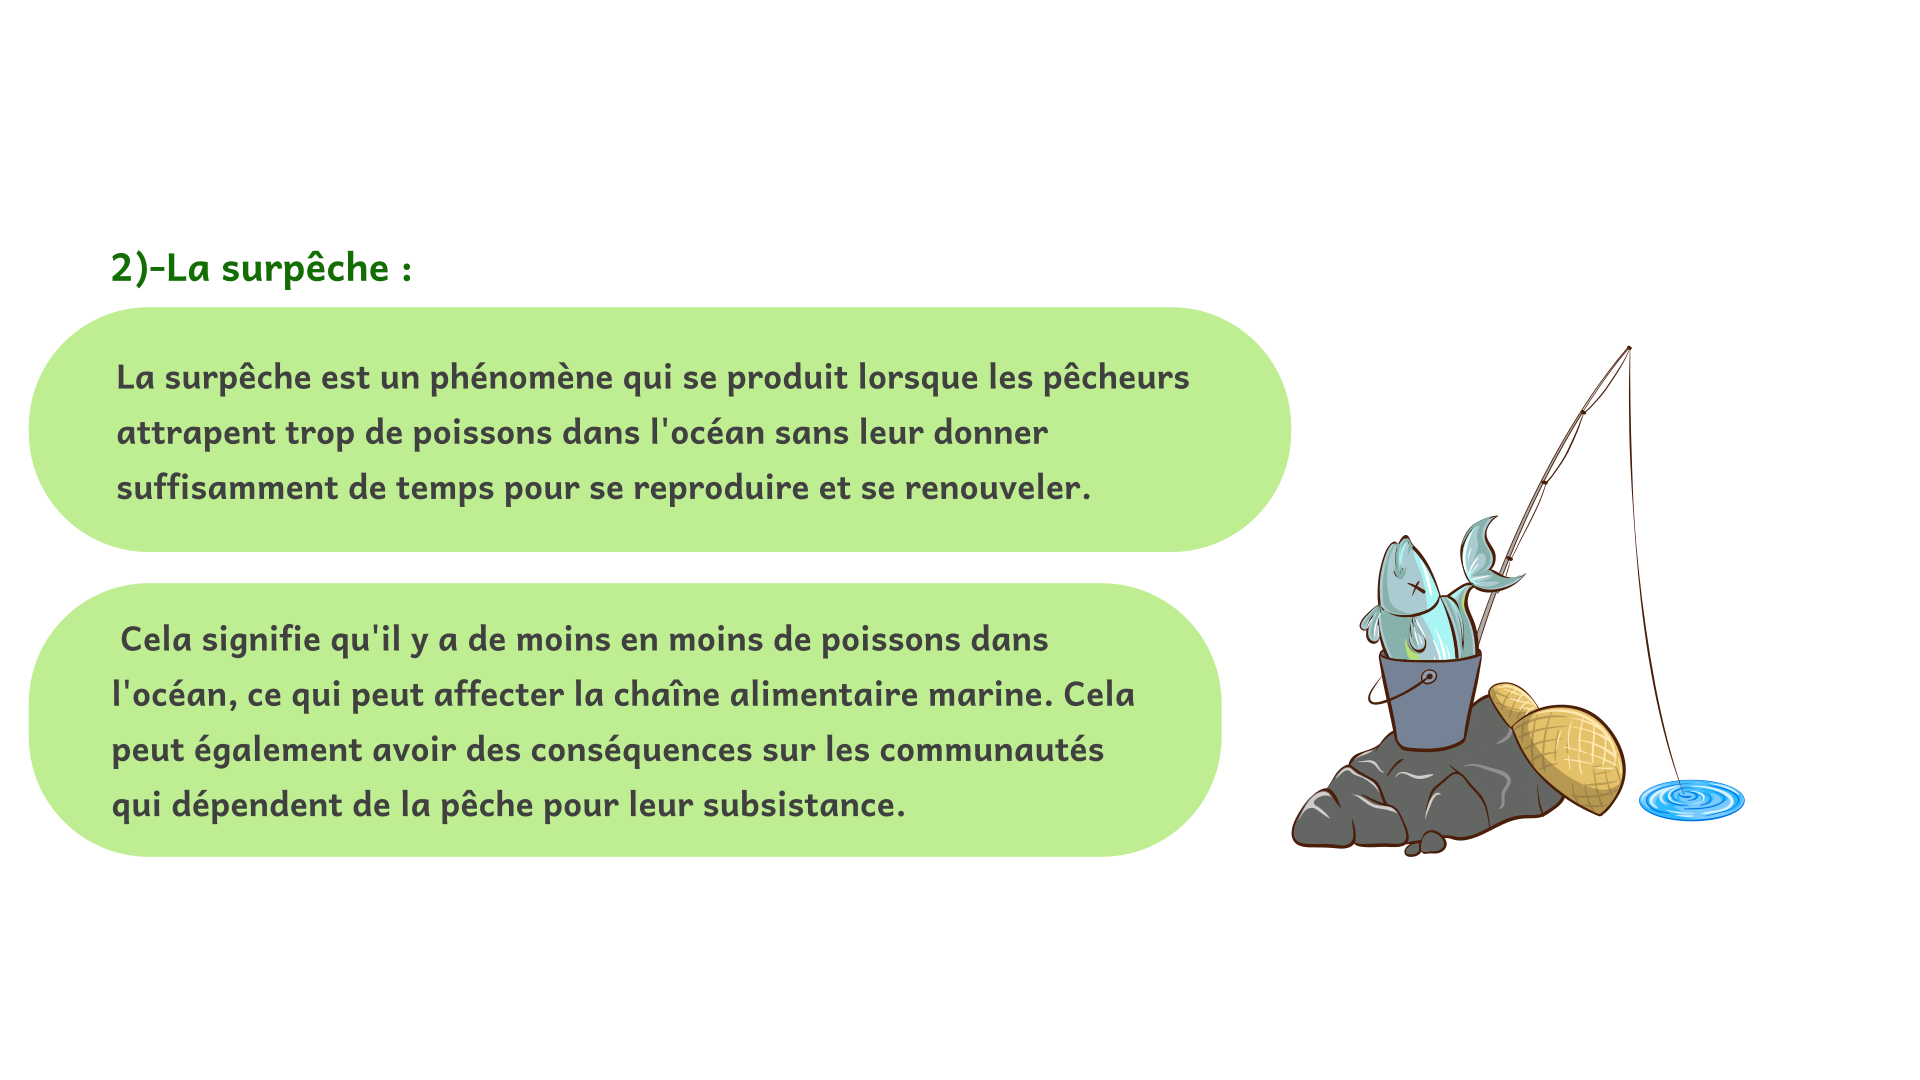 2)-La surpêche :
La surpêche est un phénomène qui se produit lorsque les pêcheurs
attrapent trop de poissons dans l'océan sans leur donner
suffisamment de temps pour se reproduire et se renouveler.
Cela signifie qu'il y a de moins en moins de poissons dans
l'océan, ce qui peut affecter la chaîne alimentaire marine. Cela
peut également avoir des conséquences sur les communautés
qui dépendent de la pêche pour leur subsistance.